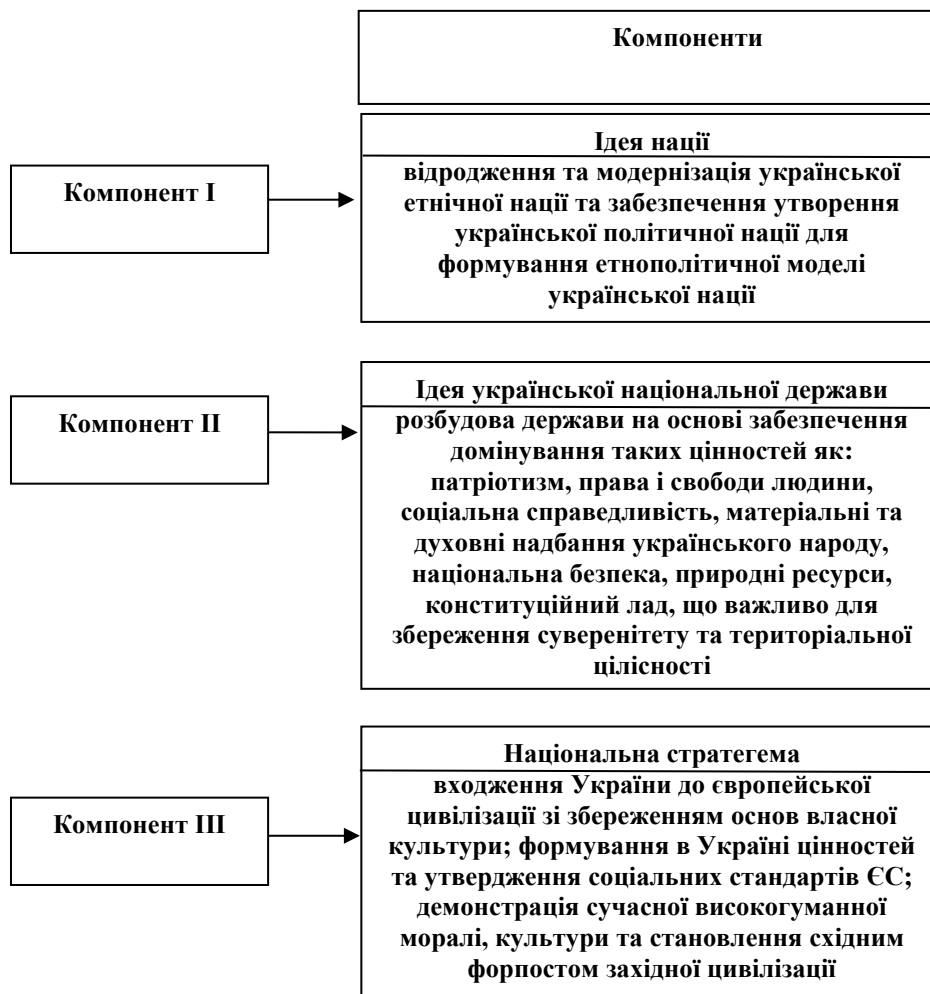 Компоненти
Ідея нації
Компонент I
відродження та модернізація української
етнічної нації та забезпечення утворення
української політичної нації для
формування етнополітичної моделі
української нації
Ідея української національної держави
Компонент II
розбудова держави на основі забезпечення
домінування таких цінностей як:
патріотизм, права і свободи людини,
соціальна справедливість, матеріальні та
духовні надбання українського народу,
національна безпека, природні ресурси,
конституційний лад, що важливо для
збереження суверенітету та територіальної
цілісності
Національна стратегема
Компонент III
входження України до європейської
цивілізації зі збереженням основ власної
культури; формування в Україні цінностей
та утвердження соціальних стандартів ЄС;
демонстрація сучасної високогуманної
моралі, культури та становлення східним
форпостом західної цивілізації